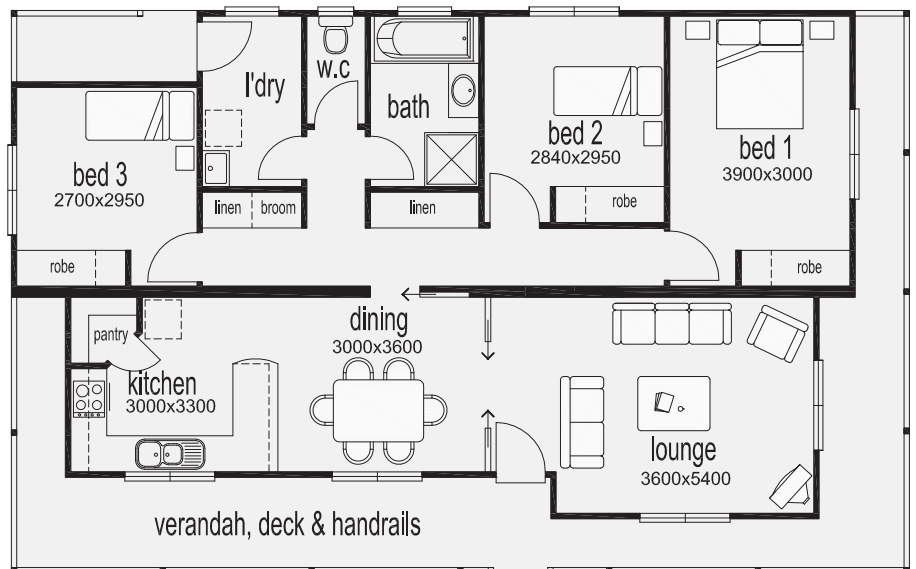 w.c
l'dry
bath
bed 2
2840x2950
bed 1
3900x3000
bed 3
2700x2950
linen
broom
linen
robe
robe
robe
pantry
dining
3000x3600
kitchen
3000x3300
lounge
3600x5400
verandah, deck & handrails